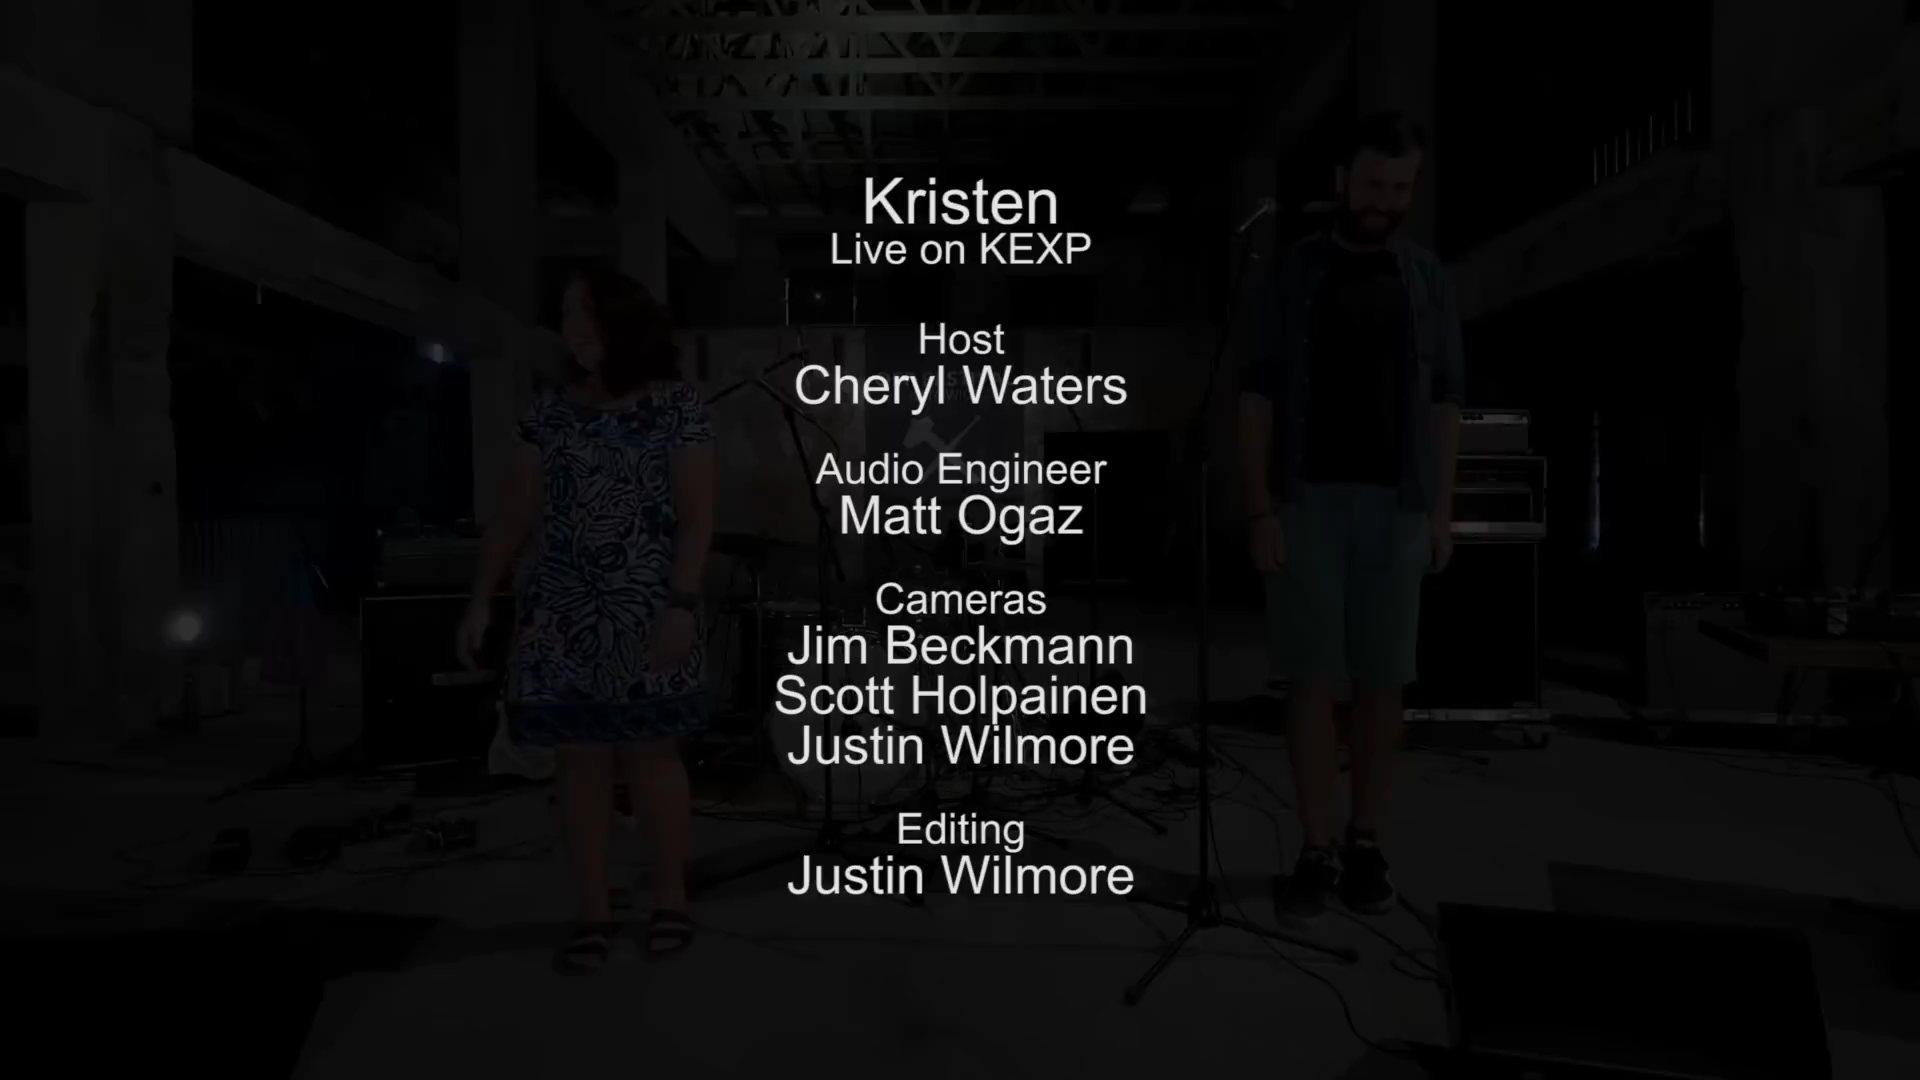 Kristen
Live on KEXP
Host
Cheryl Waters
Audio Engineer
Matt Ogaz
Cameras
Jim Beckmann
Scott Holpainen
Justin Wilmore
Editing
Justin Wilmore